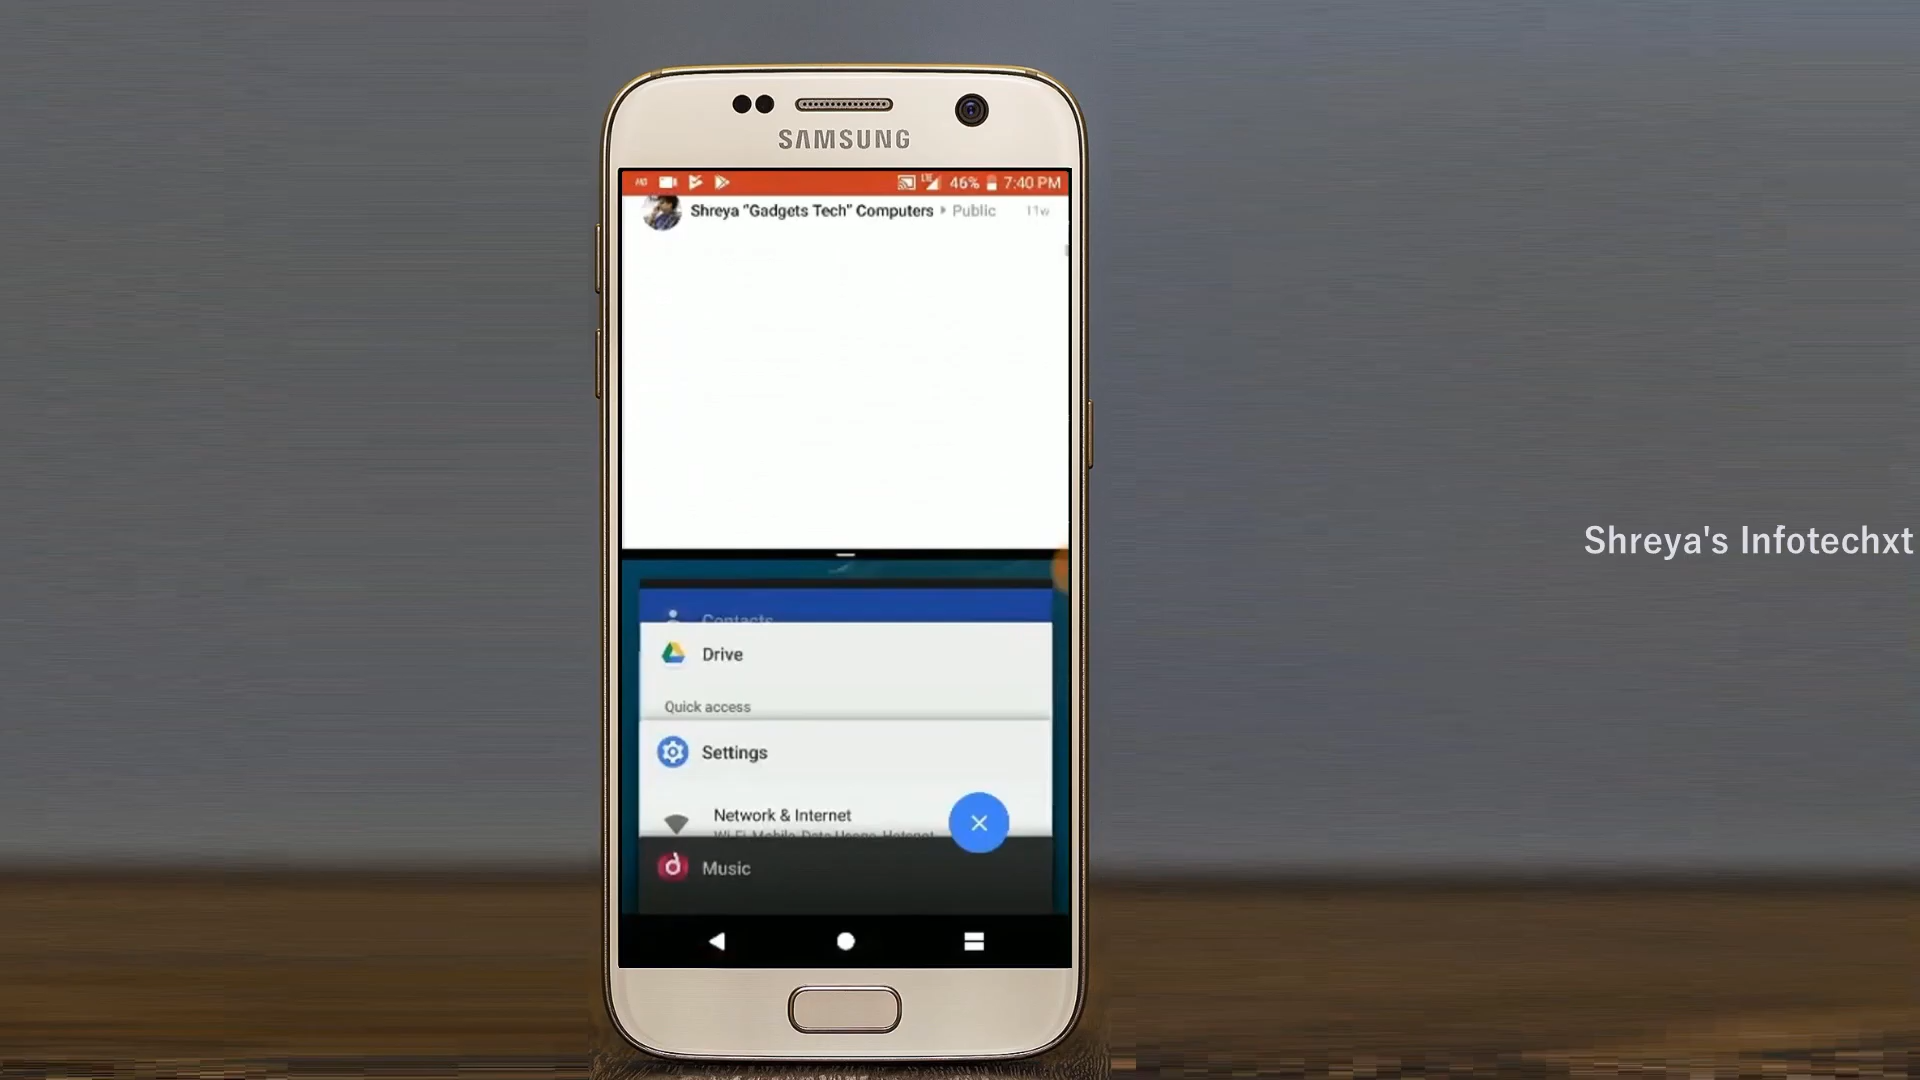 SAMSUNG
LTE 46% 7:40 PM
Shreya "Gadgets Tech" Computers Public 11w
Contacts
Drive
Quick access
Settings
Network & Internet
Wi-Fi, Mobile, Data Usage, Hotspot
Music
Shreya's Infotechxt